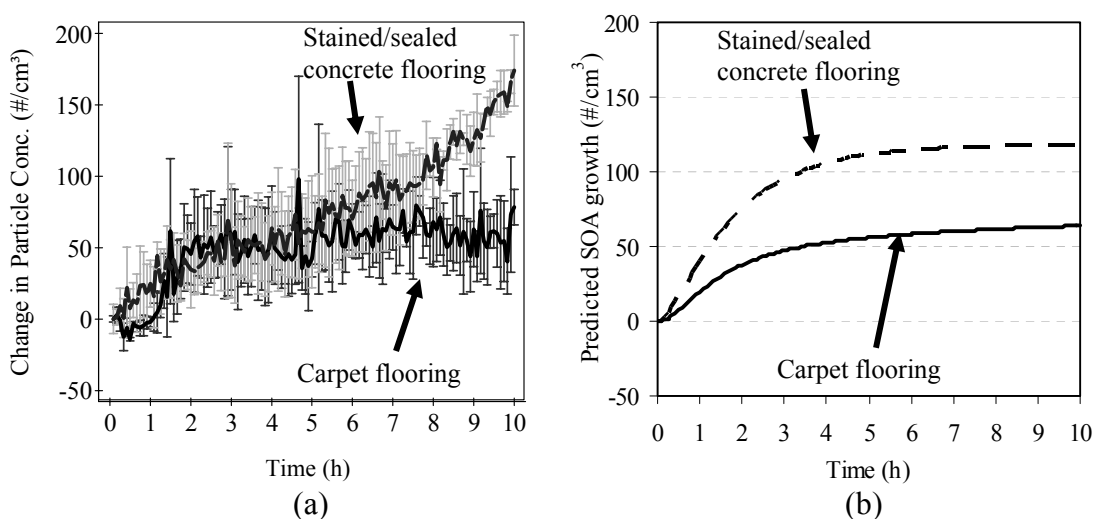 200
150
100
50
0
-50
Change in Particle Conc. (#/cm³)
Stained/sealed
concrete flooring
Carpet flooring
0 1 2 3 4 5 6 7 8 9 10
Time (h)
(a)
200
150
100
50
0
-50
Predicted SOA growth (#/cm³)
Stained/sealed
concrete flooring
Carpet flooring
0 1 2 3 4 5 6 7 8 9 10
Time (h)
(b)